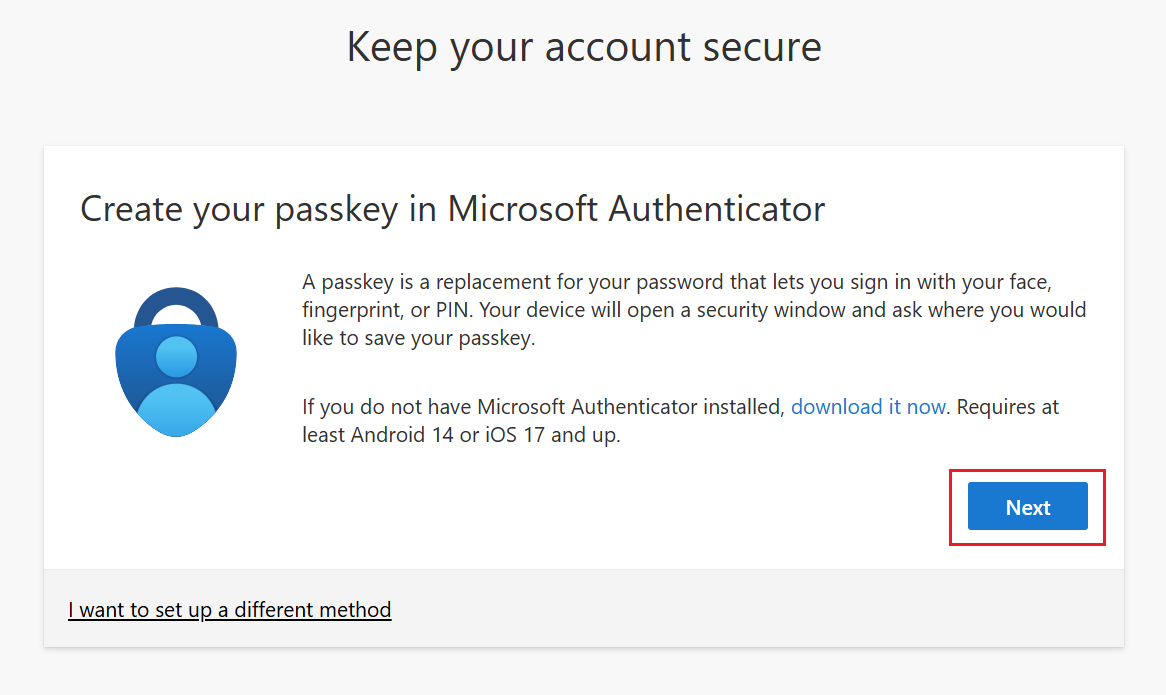 Keep your account secure
Create your passkey in Microsoft Authenticator
A passkey is a replacement for your password that lets you sign in with your face,
fingerprint, or PIN. Your device will open a security window and ask where you would
like to save your passkey.
If you do not have Microsoft Authenticator installed, download it now. Requires at
least Android 14 or iOS 17 and up.
Next
I want to set up a different method